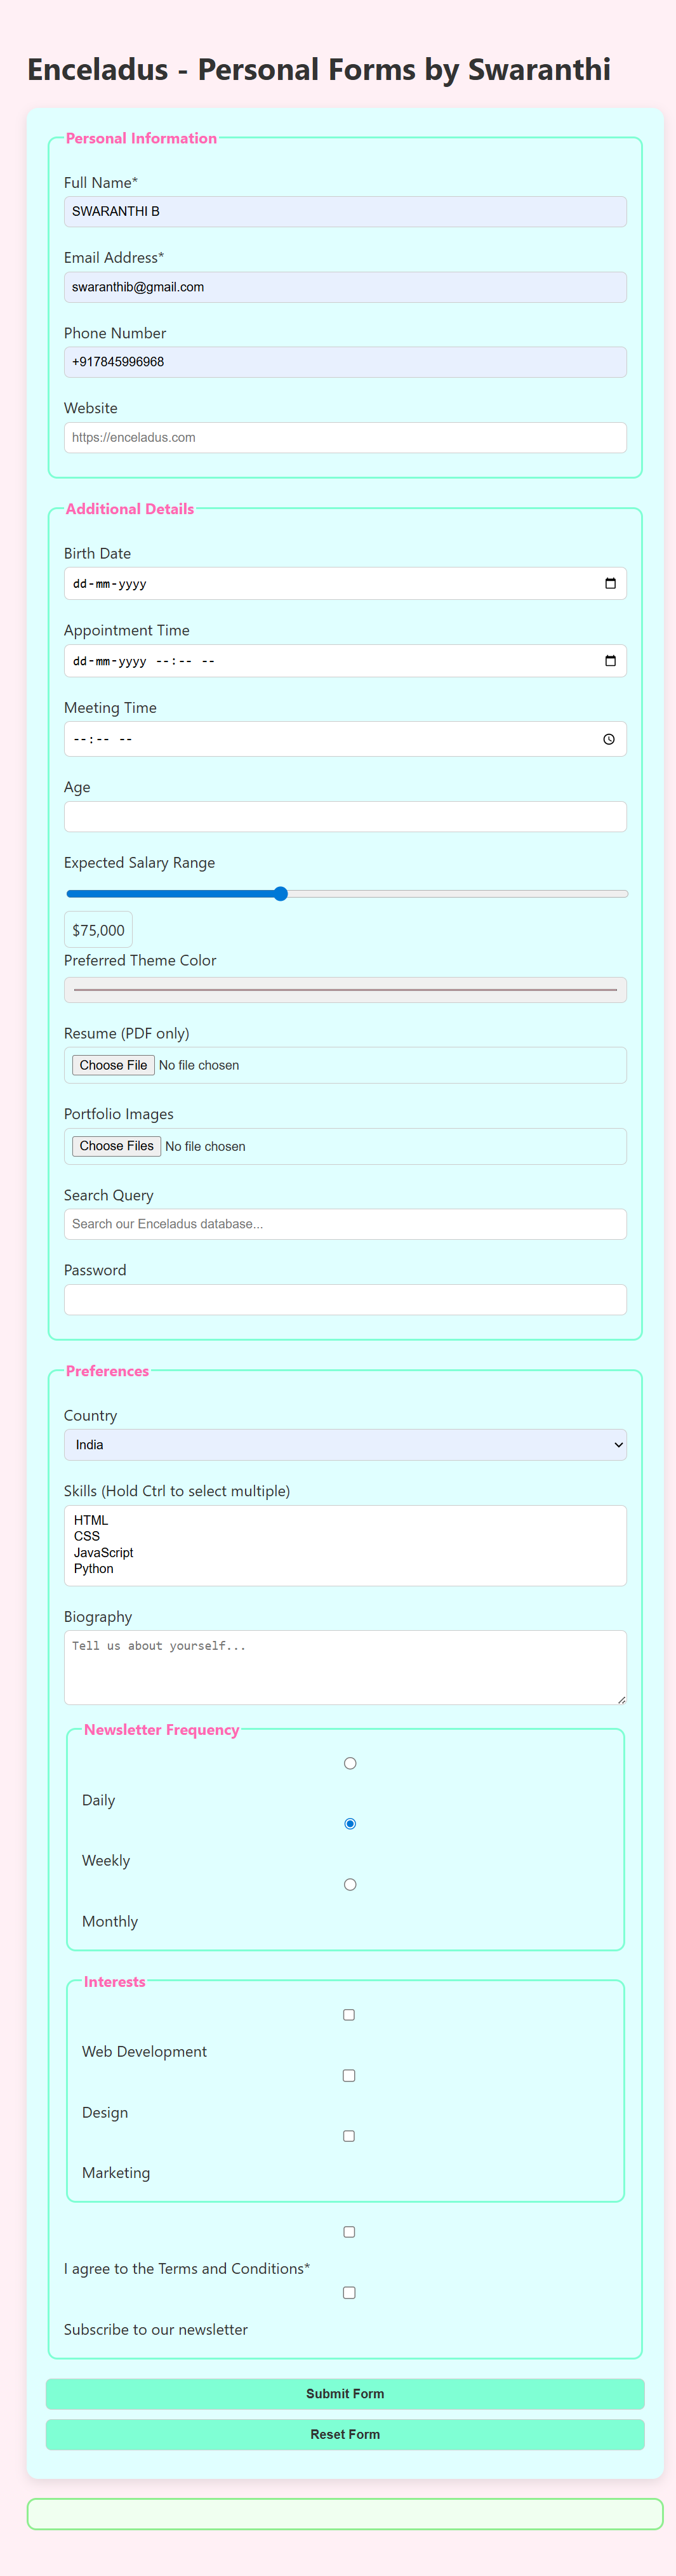 Enceladus - Personal Forms by Swaranthi
Personal Information
Full Name*
SWARANTHI B
Email Address*
swaranthib@gmail.com
Phone Number
+917845996968
Website
https://enceladus.com
Additional Details
Birth Date
dd-mm-yyyy
Appointment Time
dd-mm-yyyy --:-- --
Meeting Time
--:-- --
Age
Expected Salary Range
$75,000
Preferred Theme Color
Resume (PDF only)
Choose File No file chosen
Portfolio Images
Choose Files No file chosen
Search Query
Search our Enceladus database...
Password
Preferences
Country
India
Skills (Hold Ctrl to select multiple)
HTML
CSS
JavaScript
Python
Biography
Tell us about yourself...
Newsletter Frequency
Daily
Weekly
Monthly
Interests
Web Development
Design
Marketing
I agree to the Terms and Conditions*
Subscribe to our newsletter
Submit Form
Reset Form